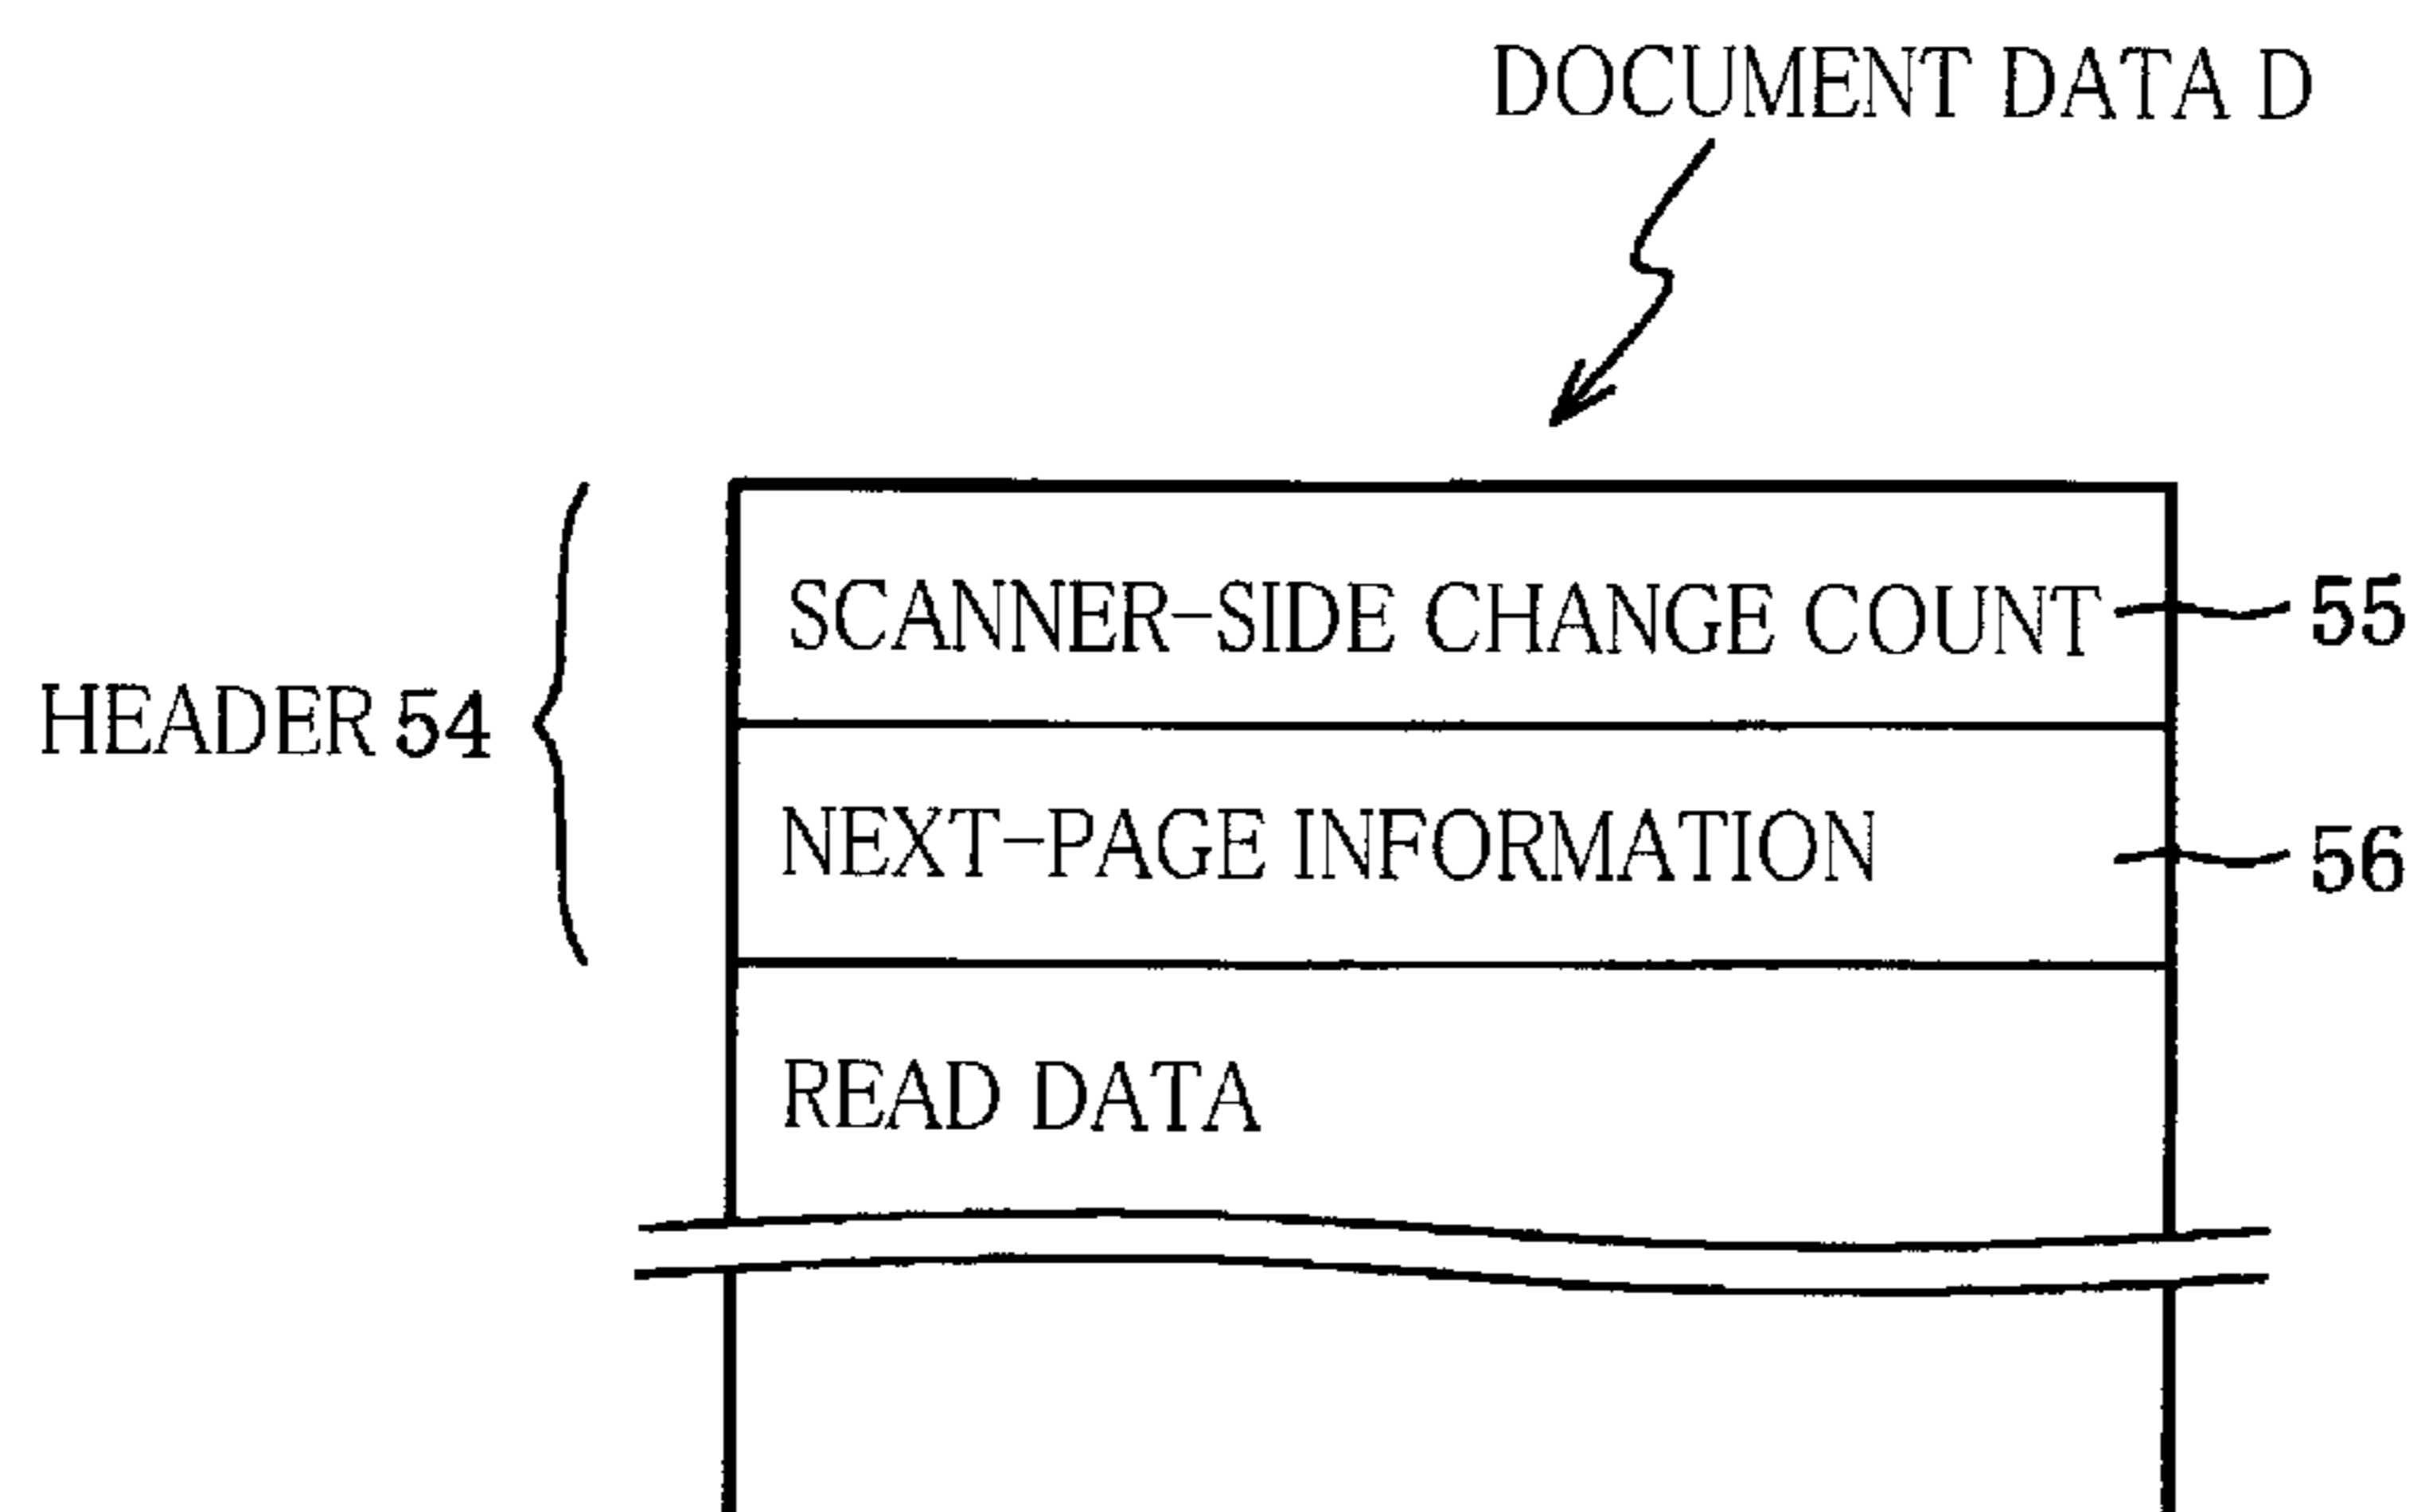 DOCUMENT DATA D
SCANNER-SIDE CHANGE COUNT 55
HEADER 54
NEXT-PAGE INFORMATION 56
READ DATA